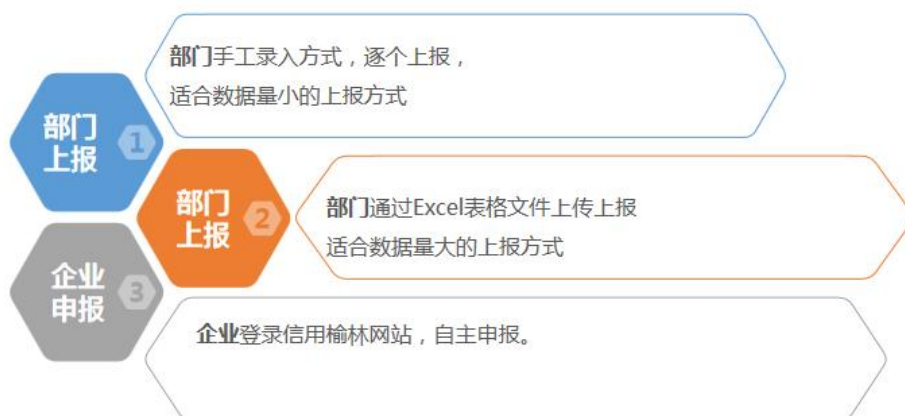 部门
上报
1
部门手工录入方式，逐个上报，
适合数据量小的上报方式
部门
上报
2
部门通过Excel表格文件上传上报
适合数据量大的上报方式
企业
申报
3
企业登录信用榆林网站，自主申报。